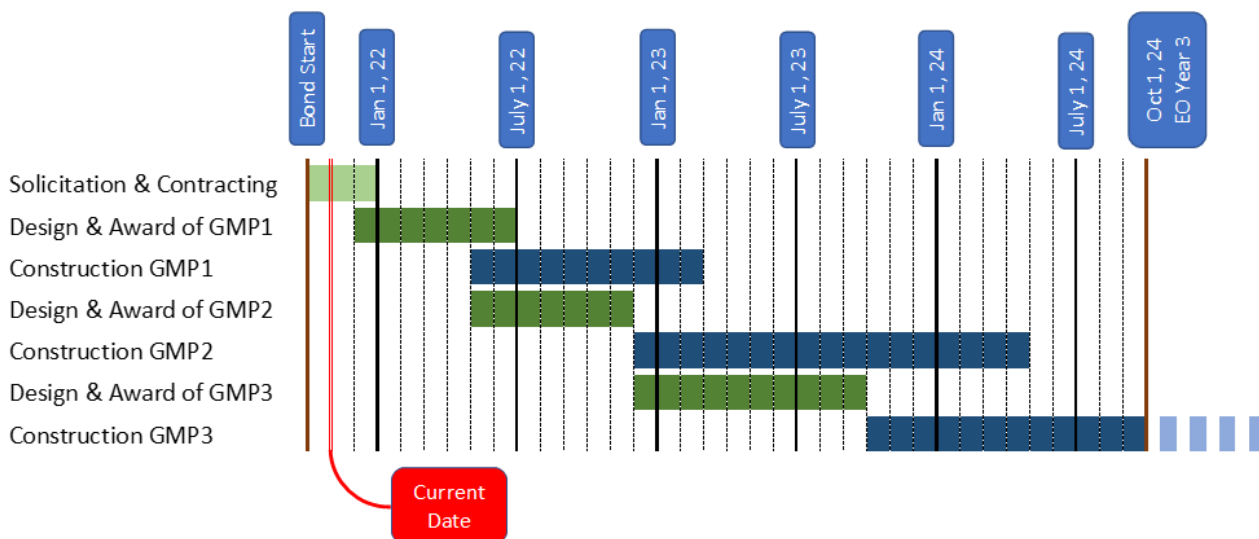 Bond Start
Jan 1, 22
July 1, 22
Jan 1, 23
July 1, 23
Jan 1, 24
July 1, 24
Oct 1, 24
EO Year 3
Solicitation & Contracting
Design & Award of GMP1
Construction GMP1
Design & Award of GMP2
Construction GMP2
Design & Award of GMP3
Construction GMP3
Current
Date